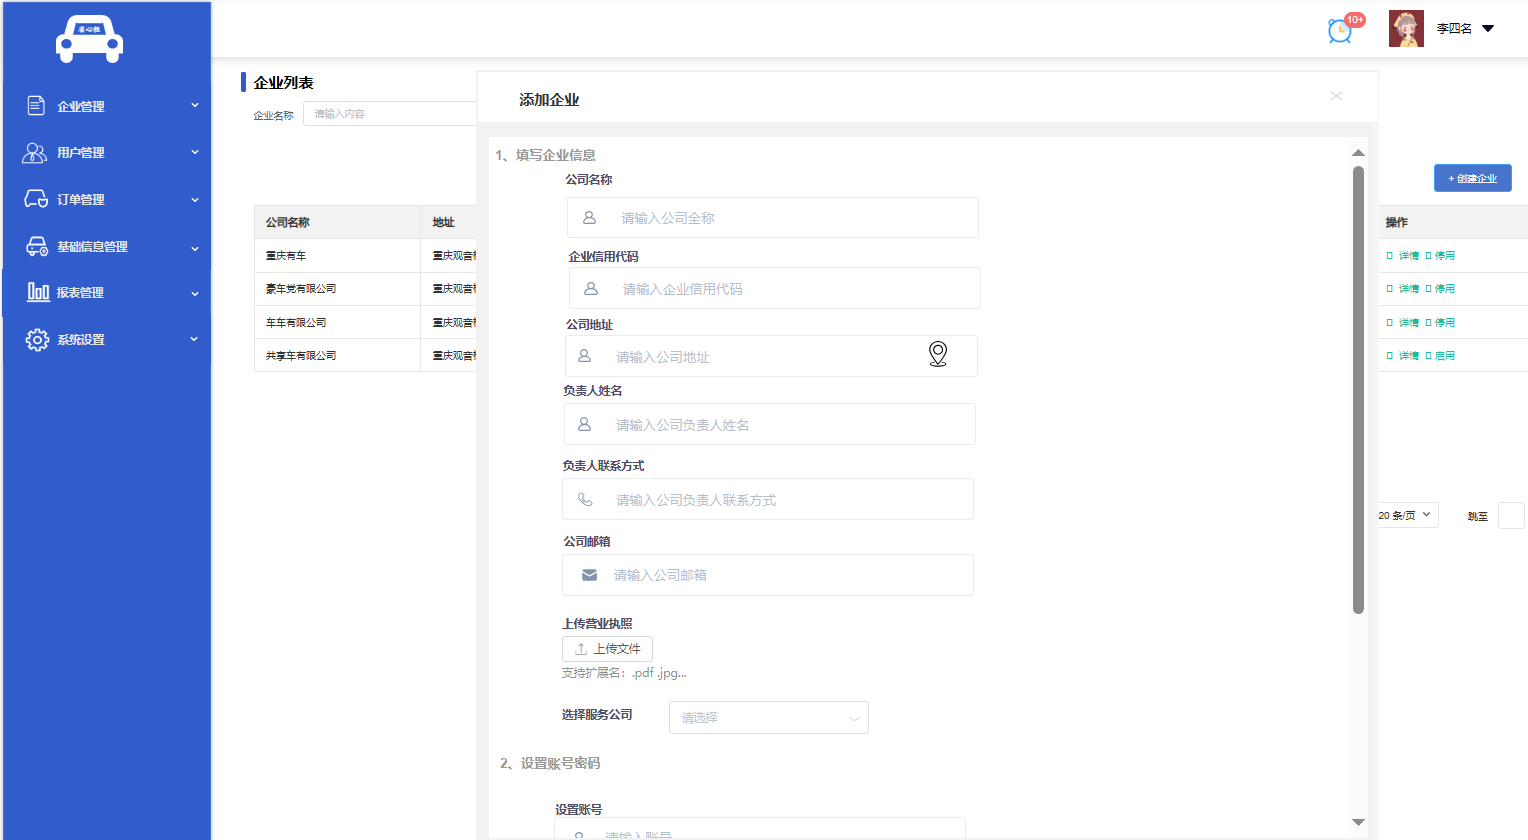 省心租
10+
李四名
企业管理
用户管理
订单管理
基础信息管理
报表管理
系统设置
企业列表
企业名称 请输入内容
+ 创建企业
公司名称 地址 操作
重庆有车 重庆观音 详情 停用
豪车党有限公司 重庆观音 详情 停用
车车有限公司 重庆观音 详情 停用
共享车有限公司 重庆观音 详情 启用
20 条/页 跳至
添加企业
1、填写企业信息
公司名称
请输入公司全称
企业信用代码
请输入企业信用代码
公司地址
请输入公司地址
负责人姓名
请输入公司负责人姓名
负责人联系方式
请输入公司负责人联系方式
公司邮箱
请输入公司邮箱
上传营业执照
上传文件
支持扩展名：.pdf .jpg...
选择服务公司 请选择
2、设置账号密码
设置账号
请输入账号